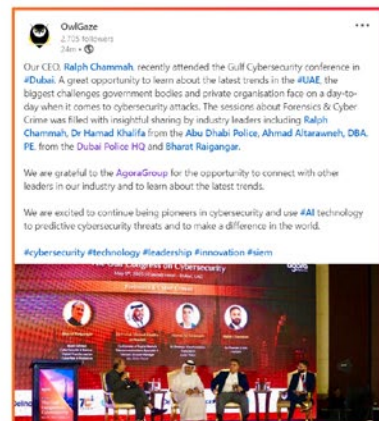 OwlGaze
2,705 followers
24m •
Our CEO, Ralph Chammah, recently attended the Gulf Cybersecurity conference in
#Dubai. A great opportunity to learn about the latest trends in the #UAE, the
biggest challenges government bodies and private organisation face on a day-to-
day when it comes to cybersecurity attacks. The sessions about Forensics & Cyber
Crime was filled with insightful sharing by industry leaders including Ralph
Chammah, Dr Hamad Khalifa from the Abu Dhabi Police, Ahmad Altarawneh, DBA,
PE, from the Dubai Police HQ and Bharat Raigangar.
We are grateful to the AgoraGroup for the opportunity to connect with other
leaders in our industry and to learn about the latest trends.
We are excited to continue being pioneers in cybersecurity and use #AI technology
to predictive cybersecurity threats and to make a difference in the world.
#cybersecurity #technology #leadership #innovation #siem
Congress on Cybersecurity